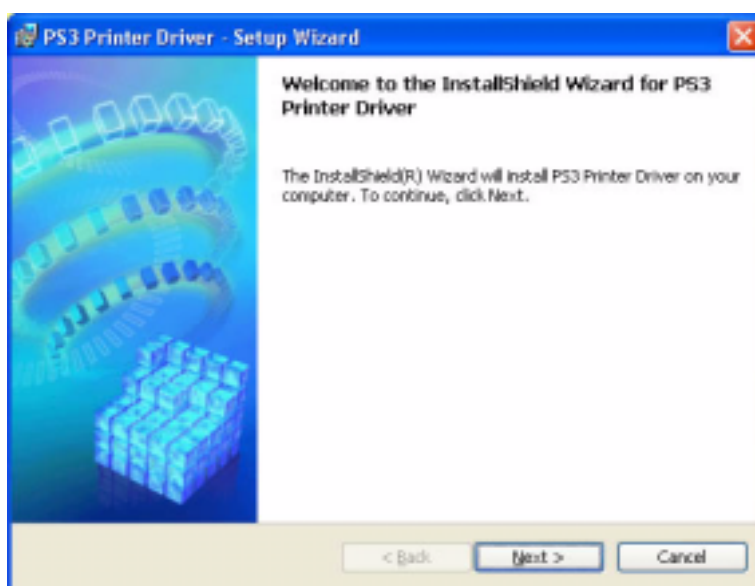 PS3 Printer Driver - Setup Wizard
Welcome to the InstallShield Wizard for PS3
Printer Driver
The InstallShield(R) Wizard will install PS3 Printer Driver on your
computer. To continue, click Next.
< Back
Next >
Cancel